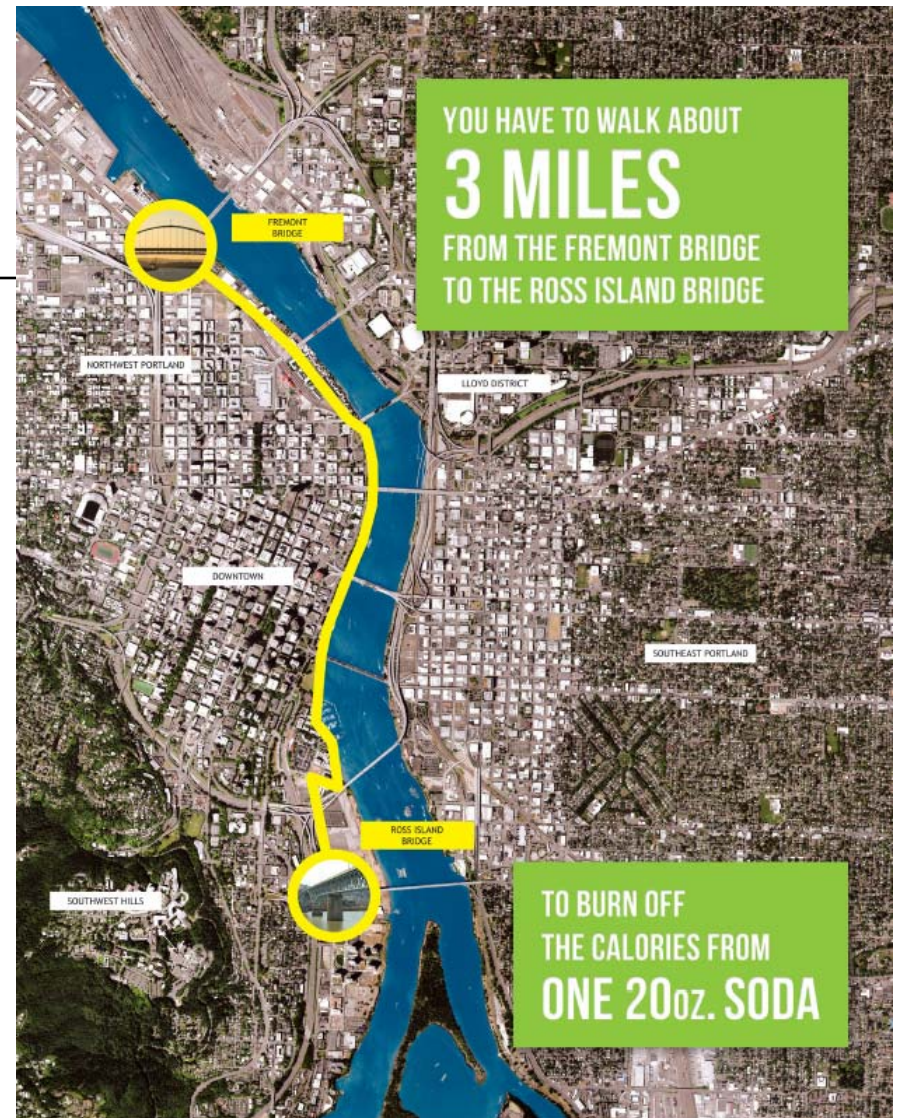 YOU HAVE TO WALK ABOUT
3 MILES
FROM THE FREMONT BRIDGE
TO THE ROSS ISLAND BRIDGE
FREMONT
BRIDGE
NORTHWEST PORTLAND
LLOYD DISTRICT
DOWNTOWN
SOUTHEAST PORTLAND
ROSS ISLAND
BRIDGE
SOUTHWEST HILLS
TO BURN OFF
THE CALORIES FROM
ONE 20OZ. SODA